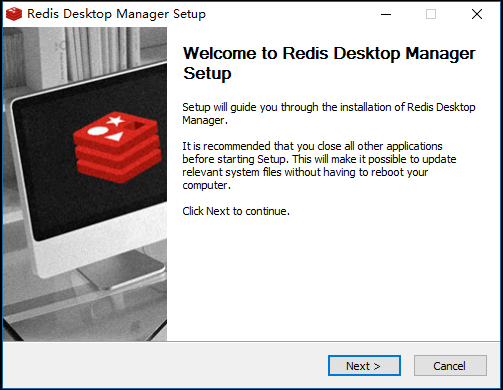 Redis Desktop Manager Setup
Welcome to Redis Desktop Manager
Setup
Setup will guide you through the installation of Redis Desktop
Manager.
It is recommended that you close all other applications
before starting Setup. This will make it possible to update
relevant system files without having to reboot your
computer.
Click Next to continue.
Next >
Cancel